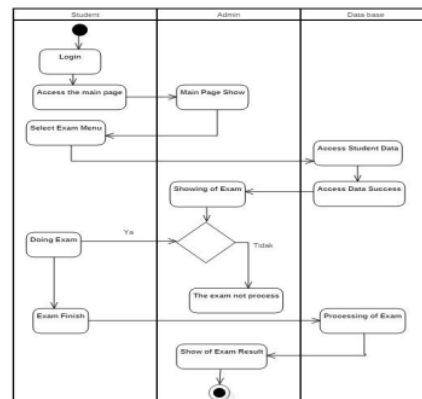 Student
Admin
Data base
Login
Access the main page
Main Page Show
Select Exam Menu
Access Student Data
Showing of Exam
Access Data Success
Doing Exam
Ya
Tidak
The exam not process
Exam Finish
Processing of Exam
Show of Exam Result